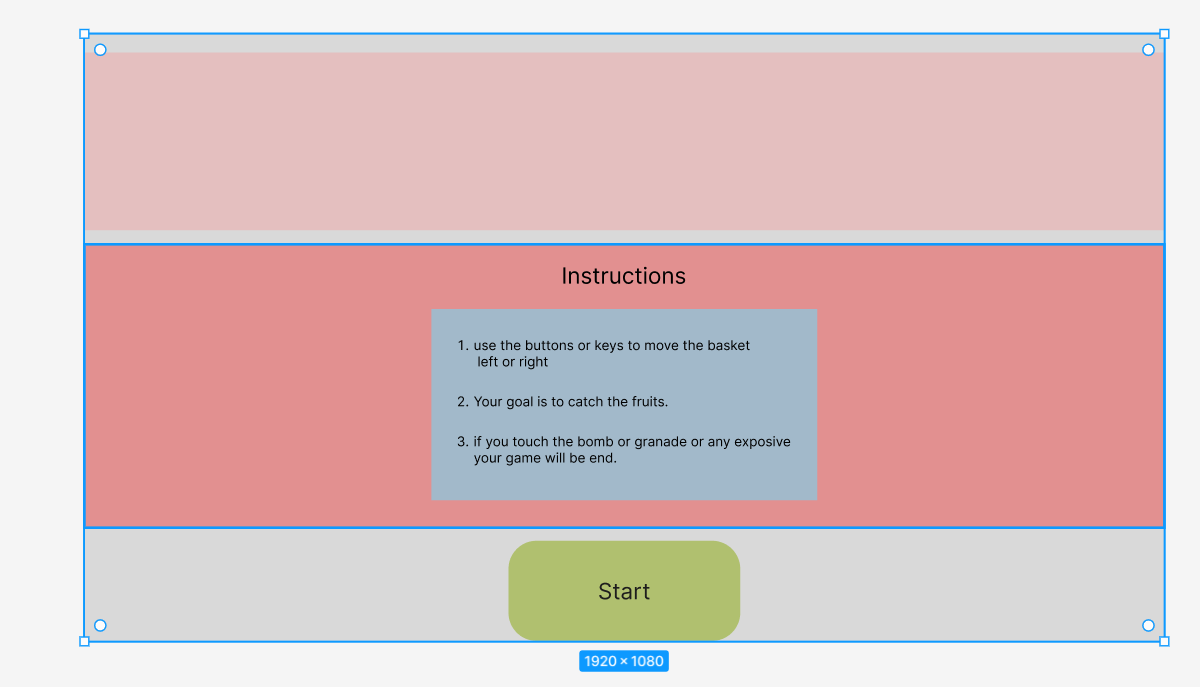 Instructions
1. use the buttons or keys to move the basket
left or right
2. Your goal is to catch the fruits.
3. if you touch the bomb or granade or any exposive
your game will be end.
Start
1920 × 1080